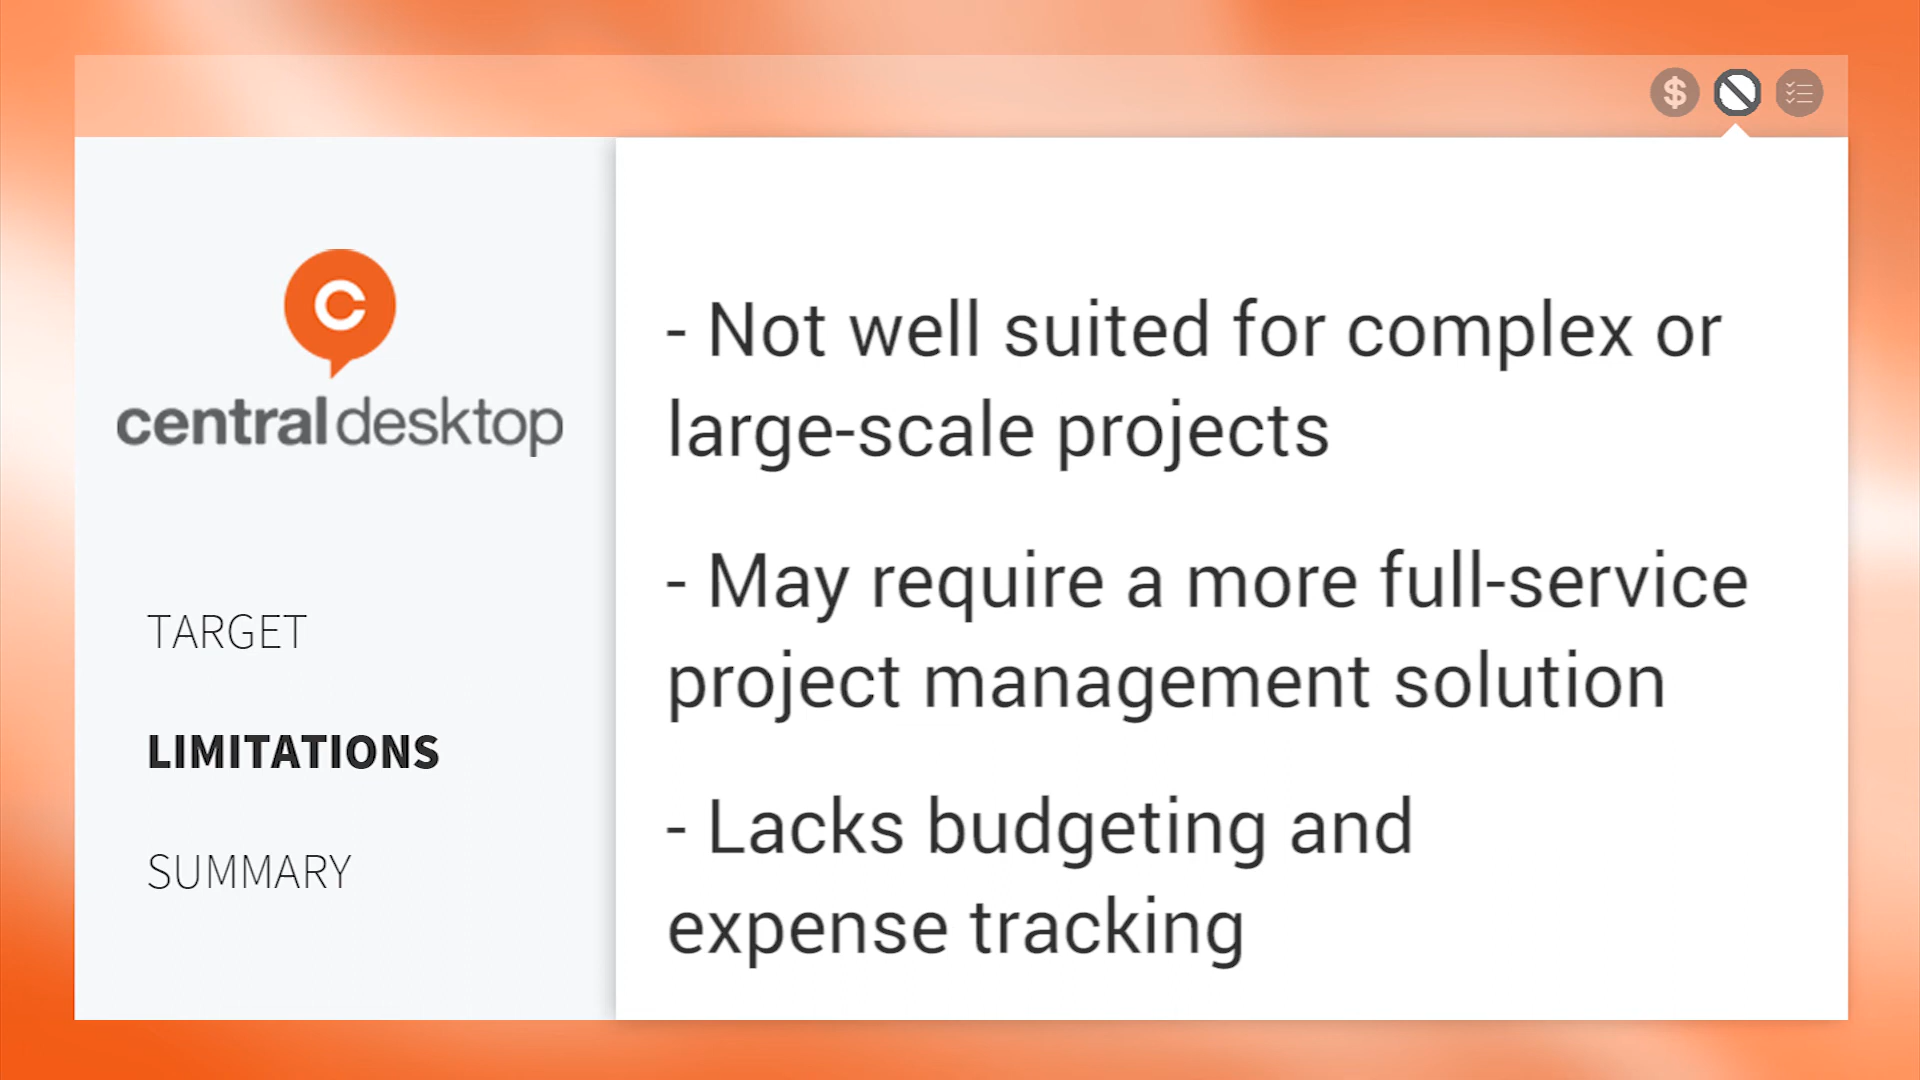 centraldesktop
TARGET
LIMITATIONS
SUMMARY
- Not well suited for complex or
large-scale projects
- May require a more full-service
project management solution
- Lacks budgeting and
expense tracking